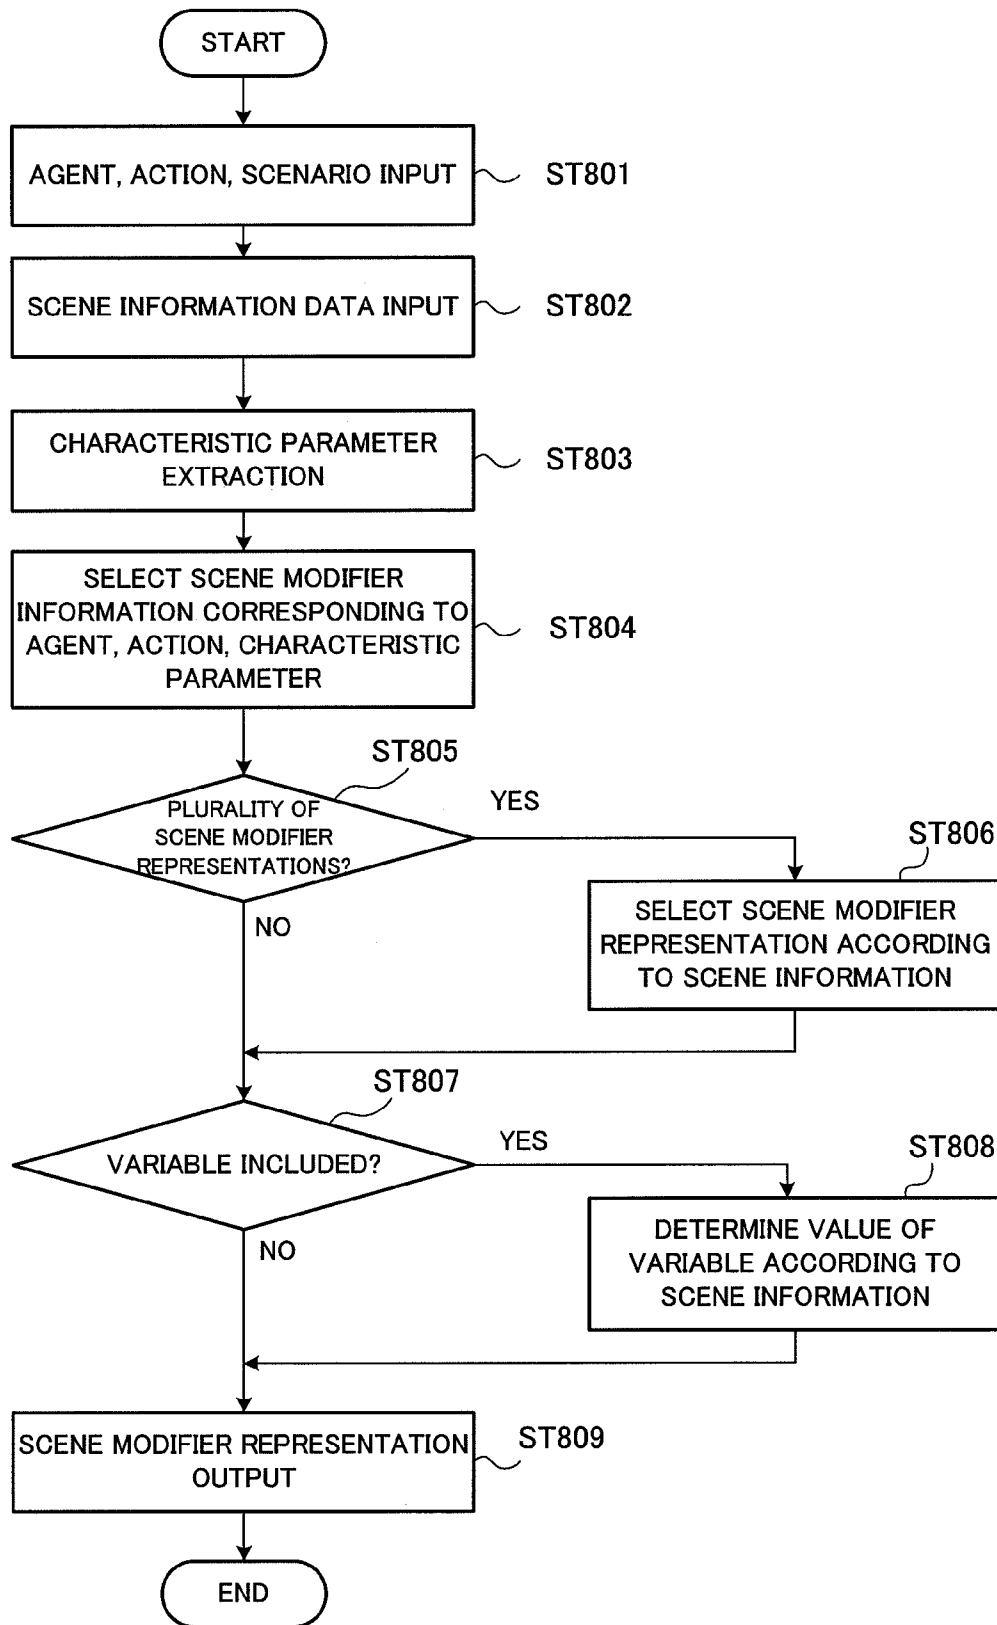 START
AGENT, ACTION, SCENARIO INPUT
ST801
SCENE INFORMATION DATA INPUT
ST802
CHARACTERISTIC PARAMETER
EXTRACTION
ST803
SELECT SCENE MODIFIER
INFORMATION CORRESPONDING TO
AGENT, ACTION, CHARACTERISTIC
PARAMETER
ST804
ST805
PLURALITY OF
SCENE MODIFIER
REPRESENTATIONS?
YES
NO
ST806
SELECT SCENE MODIFIER
REPRESENTATION ACCORDING
TO SCENE INFORMATION
ST807
VARIABLE INCLUDED?
YES
NO
ST808
DETERMINE VALUE OF
VARIABLE ACCORDING TO
SCENE INFORMATION
SCENE MODIFIER REPRESENTATION
OUTPUT
ST809
END